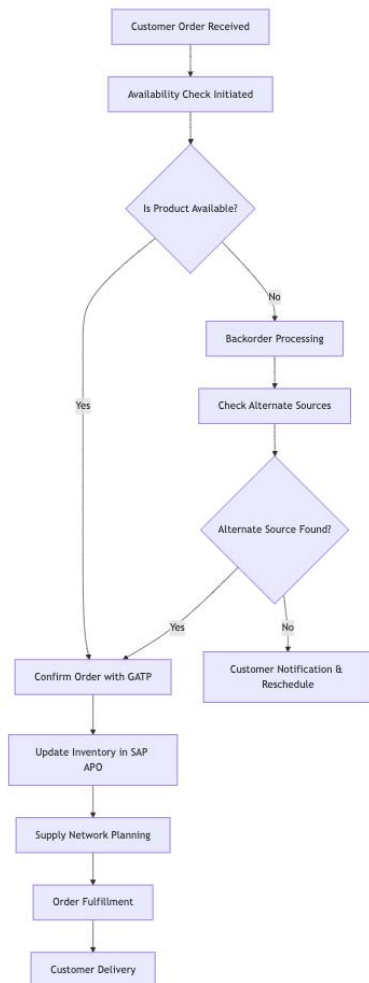 Customer Order Received
Availability Check Initiated
Is Product Available?
No
Backorder Processing
Yes
Check Alternate Sources
Alternate Source Found?
Yes
No
Confirm Order with GATP
Customer Notification &
Reschedule
Update Inventory in SAP
APO
Supply Network Planning
Order Fulfillment
Customer Delivery